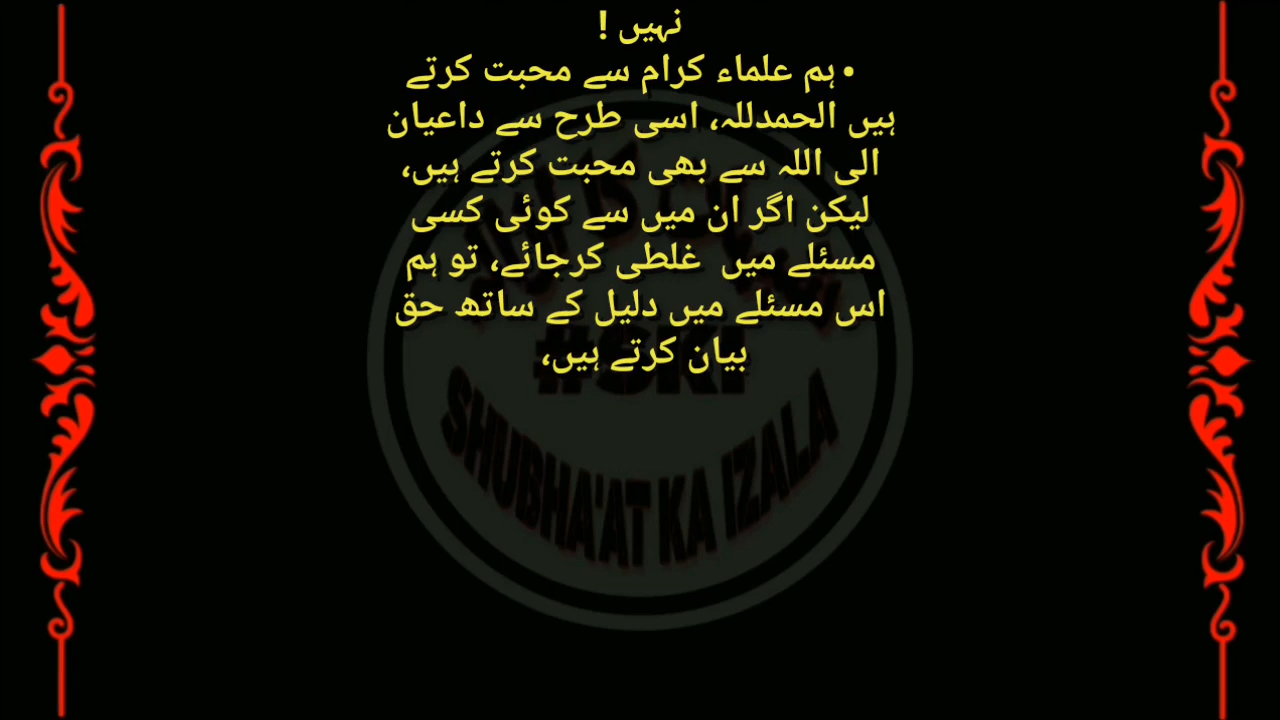 نہیں !
• ہم علماء کرام سے محبت کرتے
ہیں الحمدللہ، اسی طرح سے داعیان
الی اللہ سے بھی محبت کرتے ہیں،
لیکن اگر ان میں سے کوئی کسی
مسئلے میں غلطی کرجائے، تو ہم
اس مسئلے میں دلیل کے ساتھ حق
بیان کرتے ہیں،
#SKI
SHUBHA'AT KA IZALA